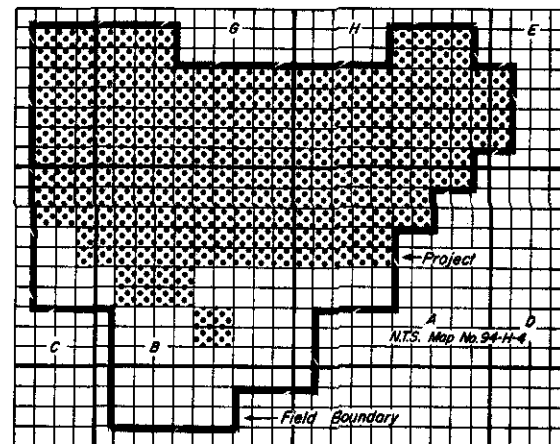 G H E
Project
A D
N.T.S. Map No. 94-H-4
C B
Field Boundary